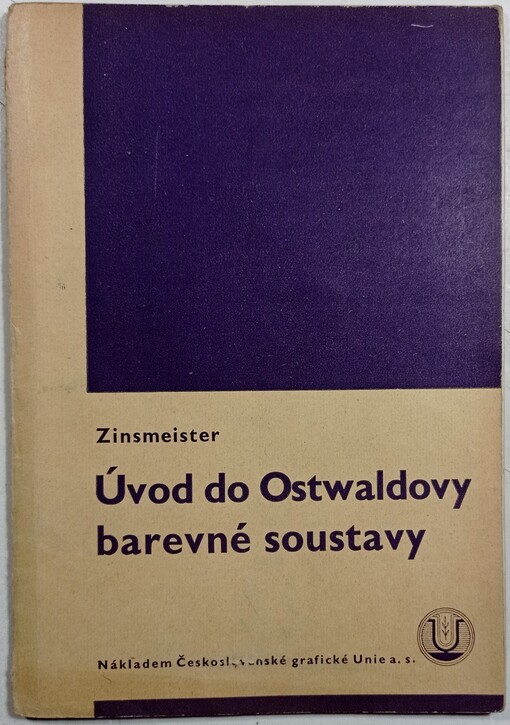 Zinsmeister
Úvod do Ostwaldovy
barevné soustavy
Nákladem Československé grafické Unie a. s.
U